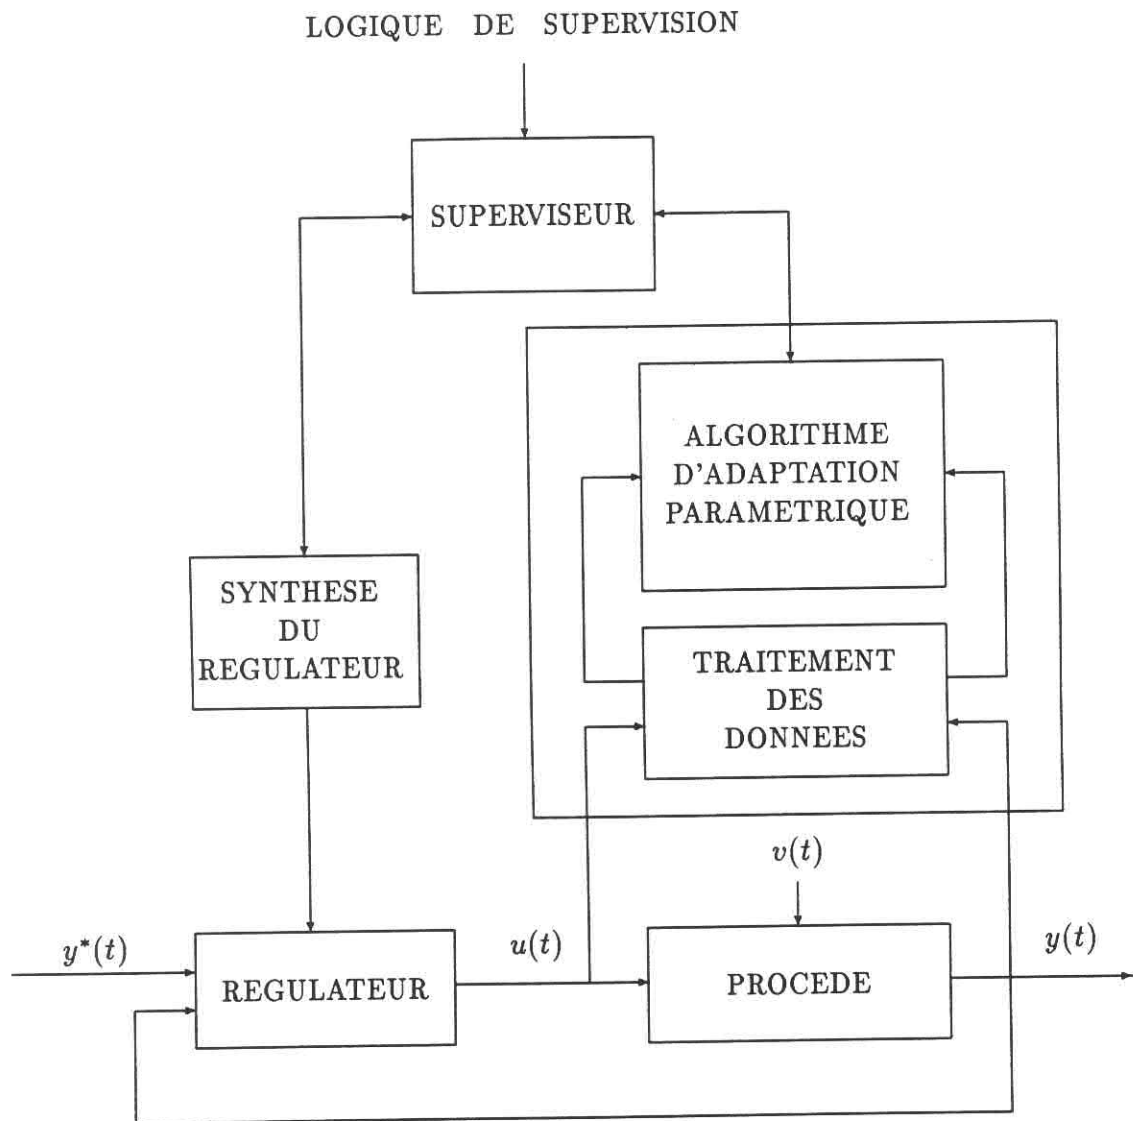 LOGIQUE DE SUPERVISION
SUPERVISEUR
ALGORITHME
D'ADAPTATION
PARAMETRIQUE
SYNTHESE
DU
REGULATEUR
TRAITEMENT
DES
DONNEES
v(t)
y*(t)
REGULATEUR
u(t)
PROCEDE
y(t)